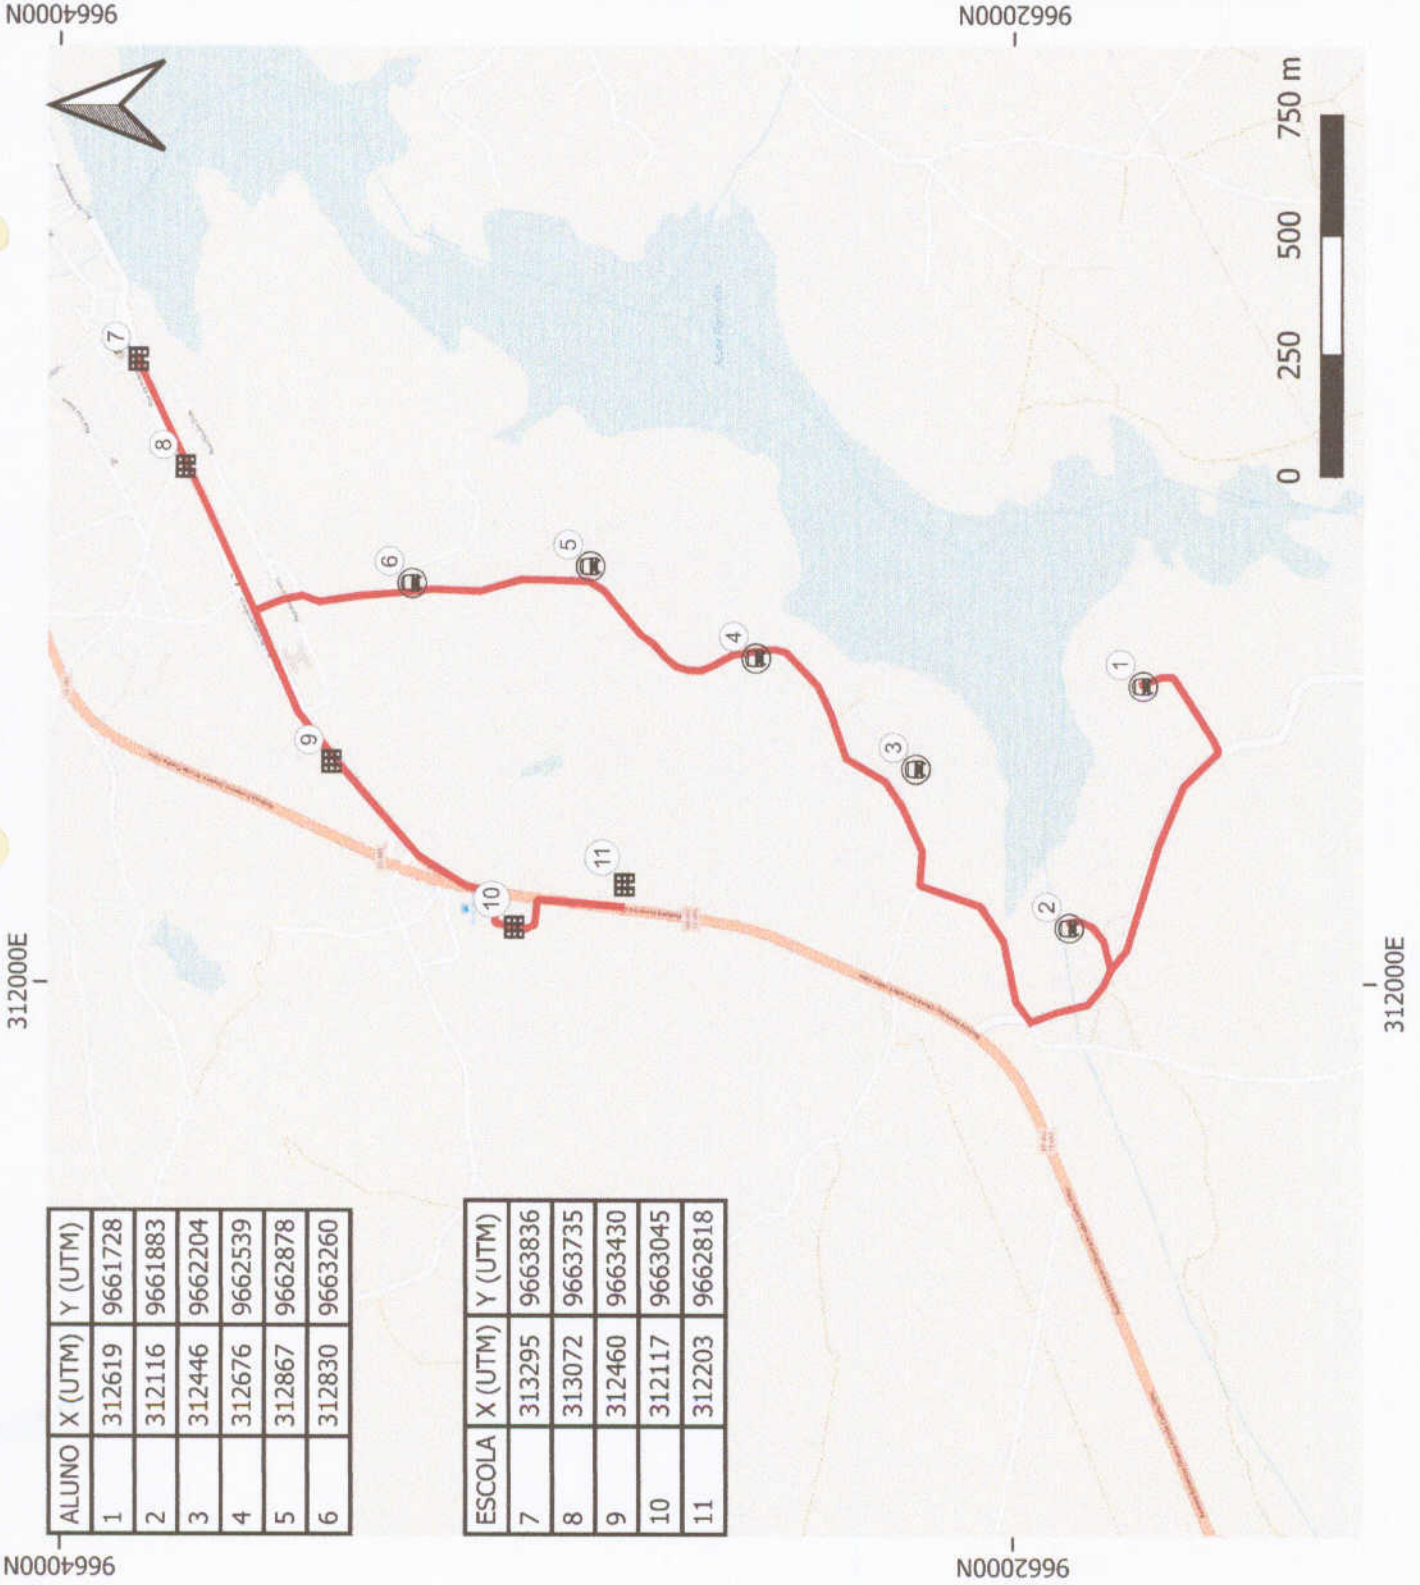 9664000N
9662000N
312000E
ALUNO X (UTM) Y (UTM)
1 312619 9661728
2 312116 9661883
3 312446 9662204
4 312676 9662539
5 312867 9662878
6 312830 9663260
ESCOLA X (UTM) Y (UTM)
7 313295 9663836
8 313072 9663735
9 312460 9663430
10 312117 9663045
11 312203 9662818
7
8
6
5
9
4
3
11
10
1
2
0 250 500 750 m
312000E
9664000N
9662000N